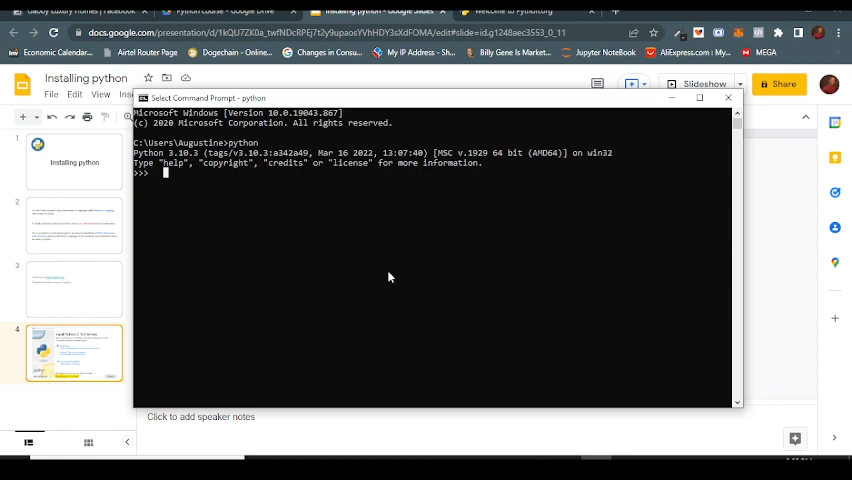 Gabby Luxury Homes | Facebook
Python course - Google Drive
Installing python - Google Slides
Welcome to Python.org
docs.google.com/presentation/d/1kQU7ZK0a_twfNDcRPEj7t2y9upaosYVhHDY3sXdFOMA/edit#slide=id.g1248aec3553_0_11
Economic Calendar...
Airtel Router Page
Dogechain - Online...
Changes in Consu...
My IP Address - Sh...
Billy Gene Is Market...
Jupyter NoteBook
AliExpress.com : My...
MEGA
Installing python
File Edit View
Slideshow
Share
Select Command Prompt - python
Microsoft Windows [Version 10.0.19043.867]
(c) 2020 Microsoft Corporation. All rights reserved.
C:\Users\Augustine>python
Python 3.10.3 (tags/v3.10.3:a342a49, Mar 16 2022, 13:07:40) [MSC v.1929 64 bit (AMD64)] on win32
Type "help", "copyright", "credits" or "license" for more information.
>>>
1
Installing python
2
3
4
Click to add speaker notes